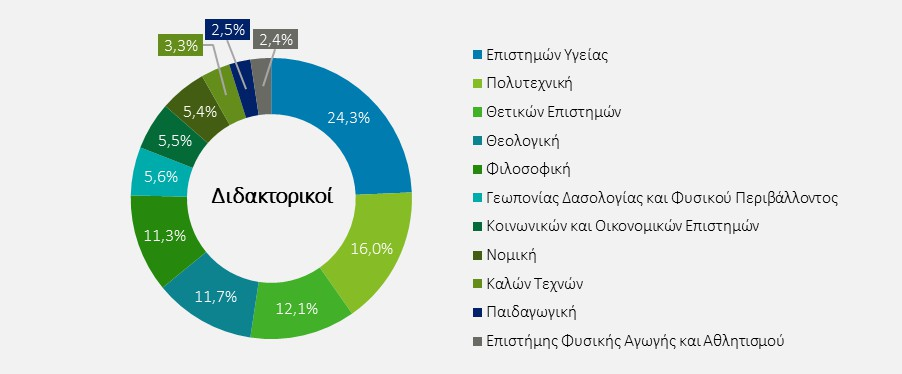 2,5%
3,3%
2,4%
24,3%
5,4%
5,5%
5,6%
Διδακτορικοί
11,3%
16,0%
11,7%
12,1%
Επιστημών Υγείας
Πολυτεχνική
Θετικών Επιστημών
Θεολογική
Φιλοσοφική
Γεωπονίας Δασολογίας και Φυσικού Περιβάλλοντος
Κοινωνικών και Οικονομικών Επιστημών
Νομική
Καλών Τεχνών
Παιδαγωγική
Επιστήμης Φυσικής Αγωγής και Αθλητισμού